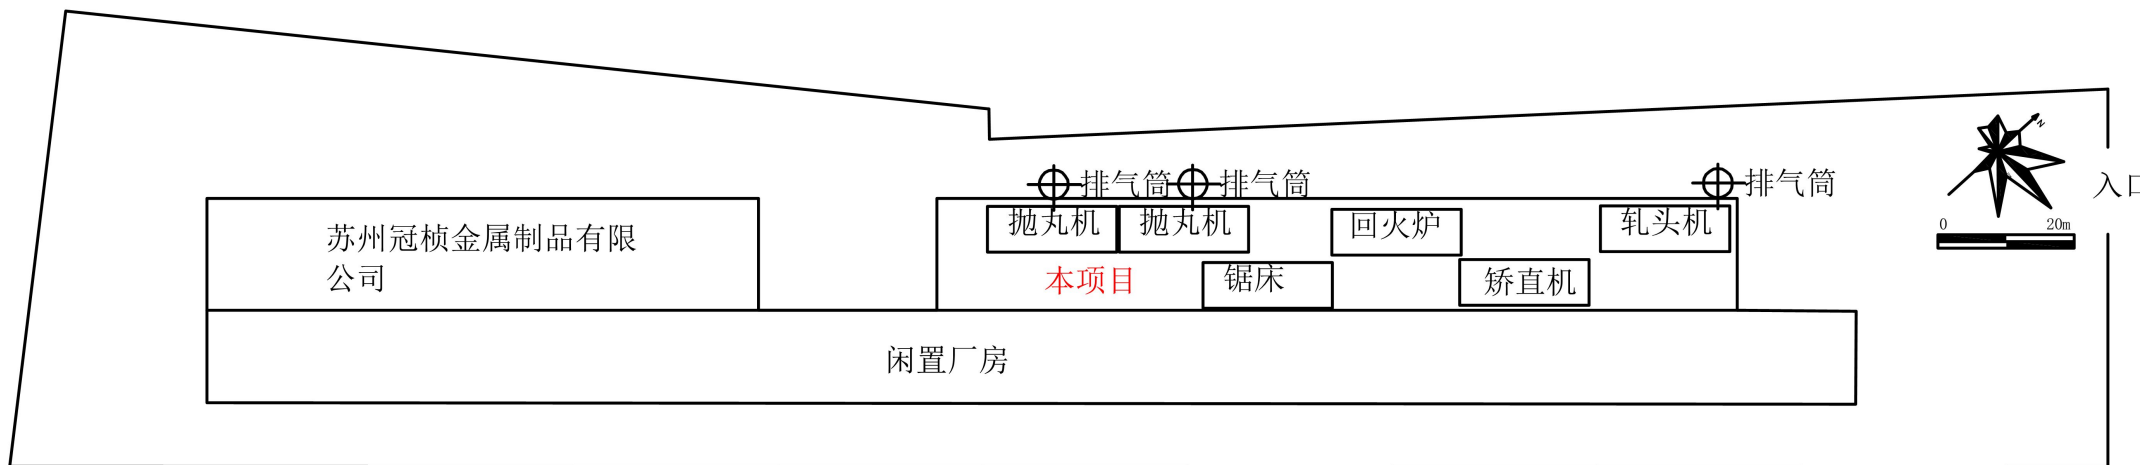 N
排气筒
排气筒
排气筒
入口
苏州冠桢金属制品有限
公司
抛丸机
抛丸机
回火炉
轧头机
0 20m
本项目
锯床
矫直机
闲置厂房